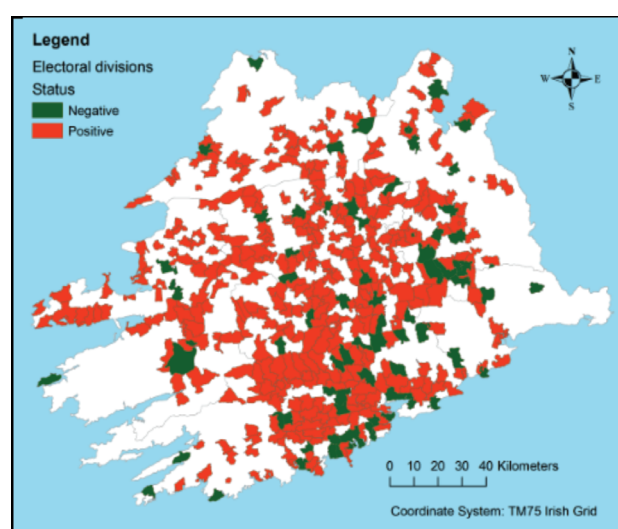 Legend
Electoral divisions
Status
Negative
Positive
N
W E
S
0 10 20 30 40 Kilometers
Coordinate System: TM75 Irish Grid